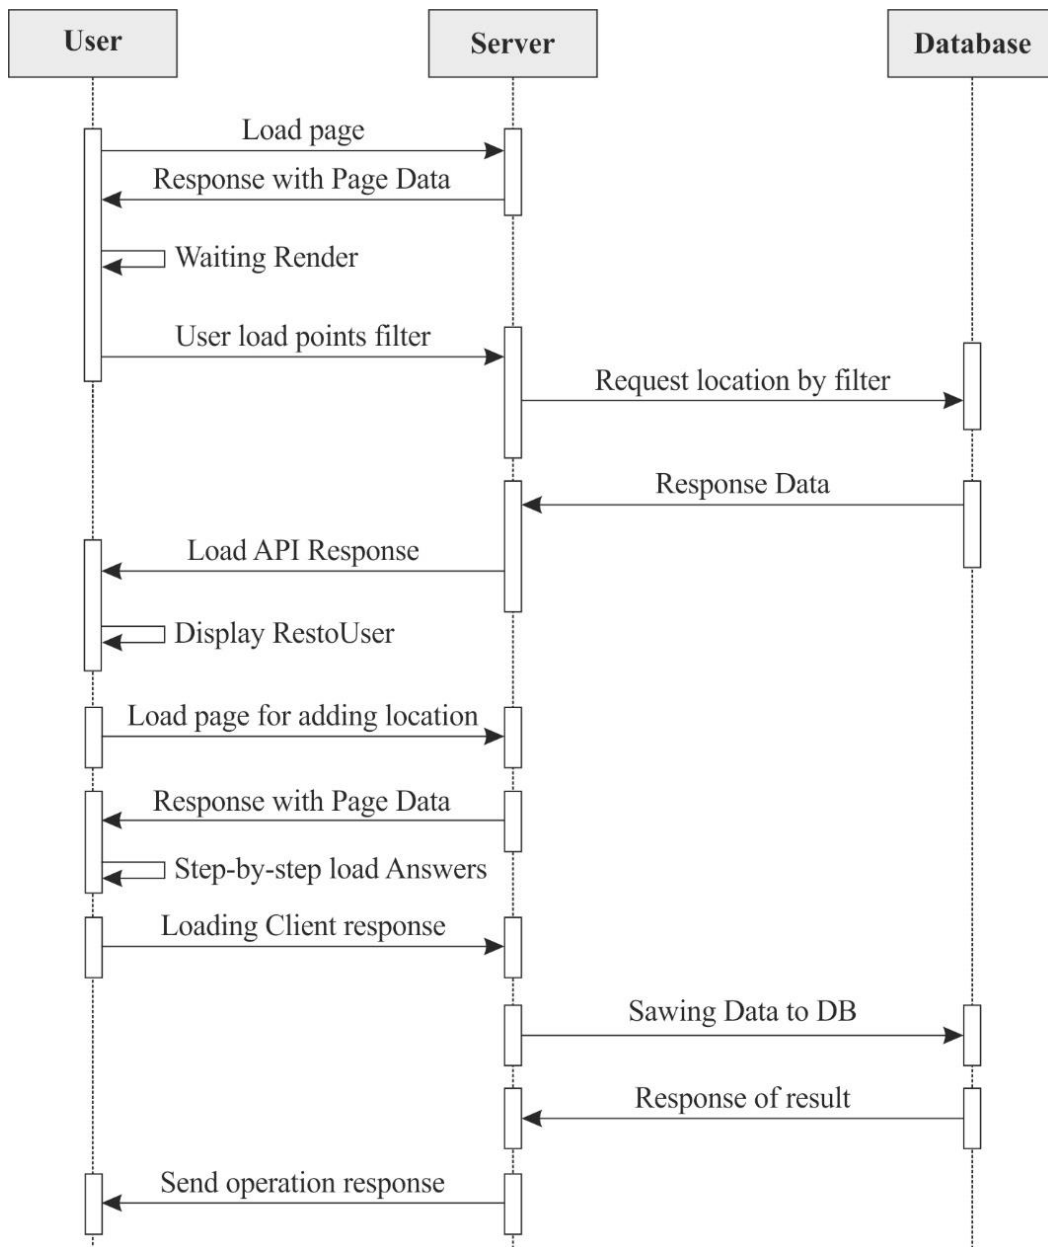 User
Server
Database
Load page
Response with Page Data
Waiting Render
User load points filter
Request location by filter
Response Data
Load API Response
Display RestoUser
Load page for adding location
Response with Page Data
Step-by-step load Answers
Loading Client response
Sawing Data to DB
Response of result
Send operation response